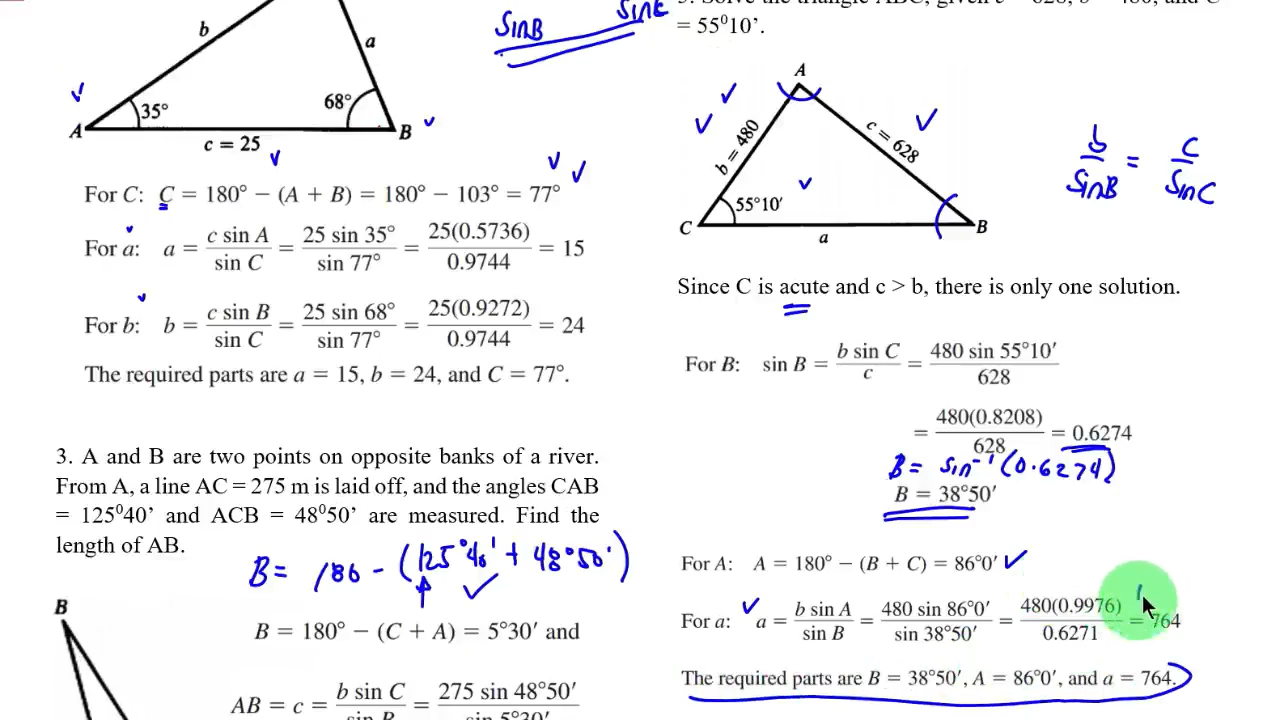 b
a
35°
68°
A
B
c = 25
For C: C = 180° − (A + B) = 180° − 103° = 77°
For a: a = c sin A / sin C = 25 sin 35° / sin 77° = 25(0.5736) / 0.9744 = 15
For b: b = c sin B / sin C = 25 sin 68° / sin 77° = 25(0.9272) / 0.9744 = 24
The required parts are a = 15, b = 24, and C = 77°.
3. A and B are two points on opposite banks of a river.
From A, a line AC = 275 m is laid off, and the angles CAB
= 125⁰40’ and ACB = 48⁰50’ are measured. Find the
length of AB.
B = 180 − (125°40' + 48°50')
B
B = 180° − (C + A) = 5°30′ and
AB = c = b sin C / sin B = 275 sin 48°50′ / sin 5°30′
SinB SinC
= 55⁰10’.
A
b = 480
c = 628
55°10′
C
B
a
b / SinB = c / SinC
Since C is acute and c > b, there is only one solution.
For B: sin B = b sin C / c = 480 sin 55°10′ / 628
= 480(0.8208) / 628 = 0.6274
B = sin⁻¹(0.6274)
B = 38°50′
For A: A = 180° − (B + C) = 86°0′
For a: a = b sin A / sin B = 480 sin 86°0′ / sin 38°50′ = 480(0.9976) / 0.6271 = 764
The required parts are B = 38°50′, A = 86°0′, and a = 764.